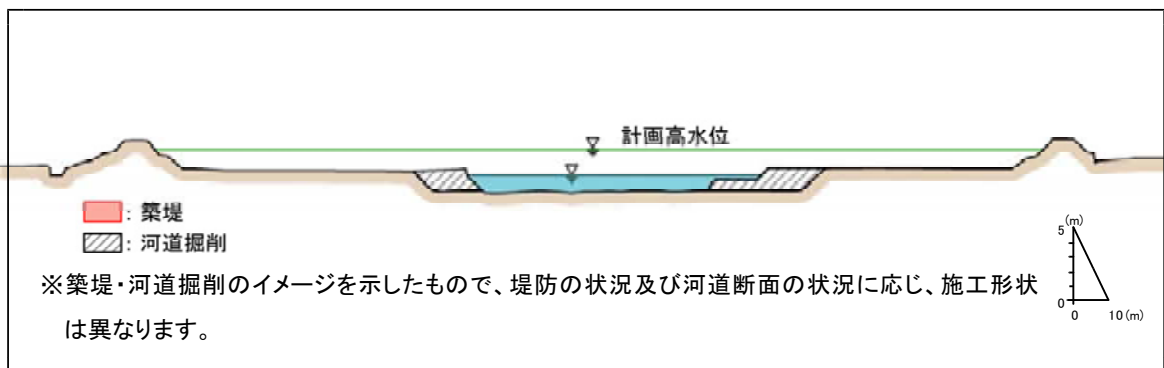 計画高水位
：築堤
：河道掘削
※築堤・河道掘削のイメージを示したもので、堤防の状況及び河道断面の状況に応じ、施工形状
は異なります。
5 (m)
0
0 10 (m)